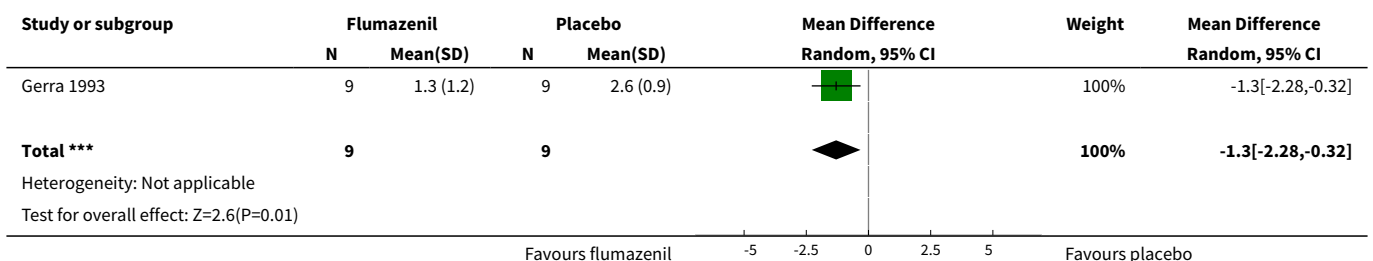 Study or subgroup Flumazenil Placebo Mean Difference Weight Mean Difference
N Mean(SD) N Mean(SD) Random, 95% CI Random, 95% CI
Gerra 1993 9 1.3 (1.2) 9 2.6 (0.9) 100% -1.3[-2.28,-0.32]
Total *** 9 9 100% -1.3[-2.28,-0.32]
Heterogeneity: Not applicable
Test for overall effect: Z=2.6(P=0.01)
Favours flumazenil -5 -2.5 0 2.5 5 Favours placebo